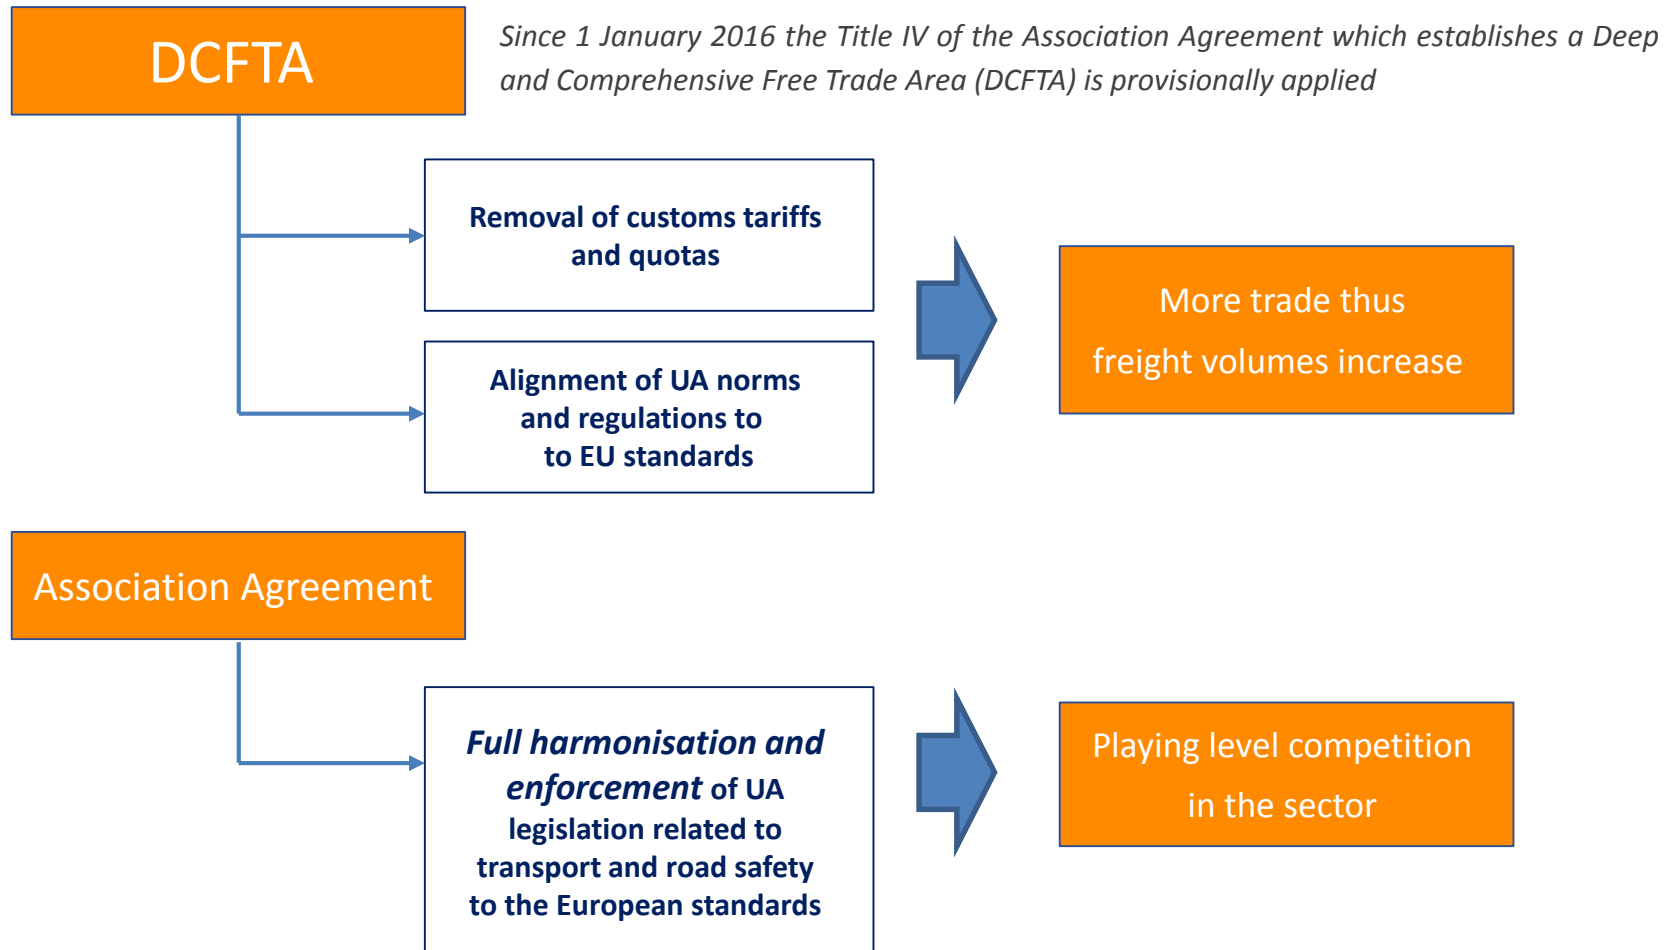 DCFTA
Since 1 January 2016 the Title IV of the Association Agreement which establishes a Deep
and Comprehensive Free Trade Area (DCFTA) is provisionally applied
Removal of customs tariffs
and quotas
More trade thus
freight volumes increase
Alignment of UA norms
and regulations to
to EU standards
Association Agreement
Full harmonisation and
enforcement of UA
legislation related to
transport and road safety
to the European standards
Playing level competition
in the sector